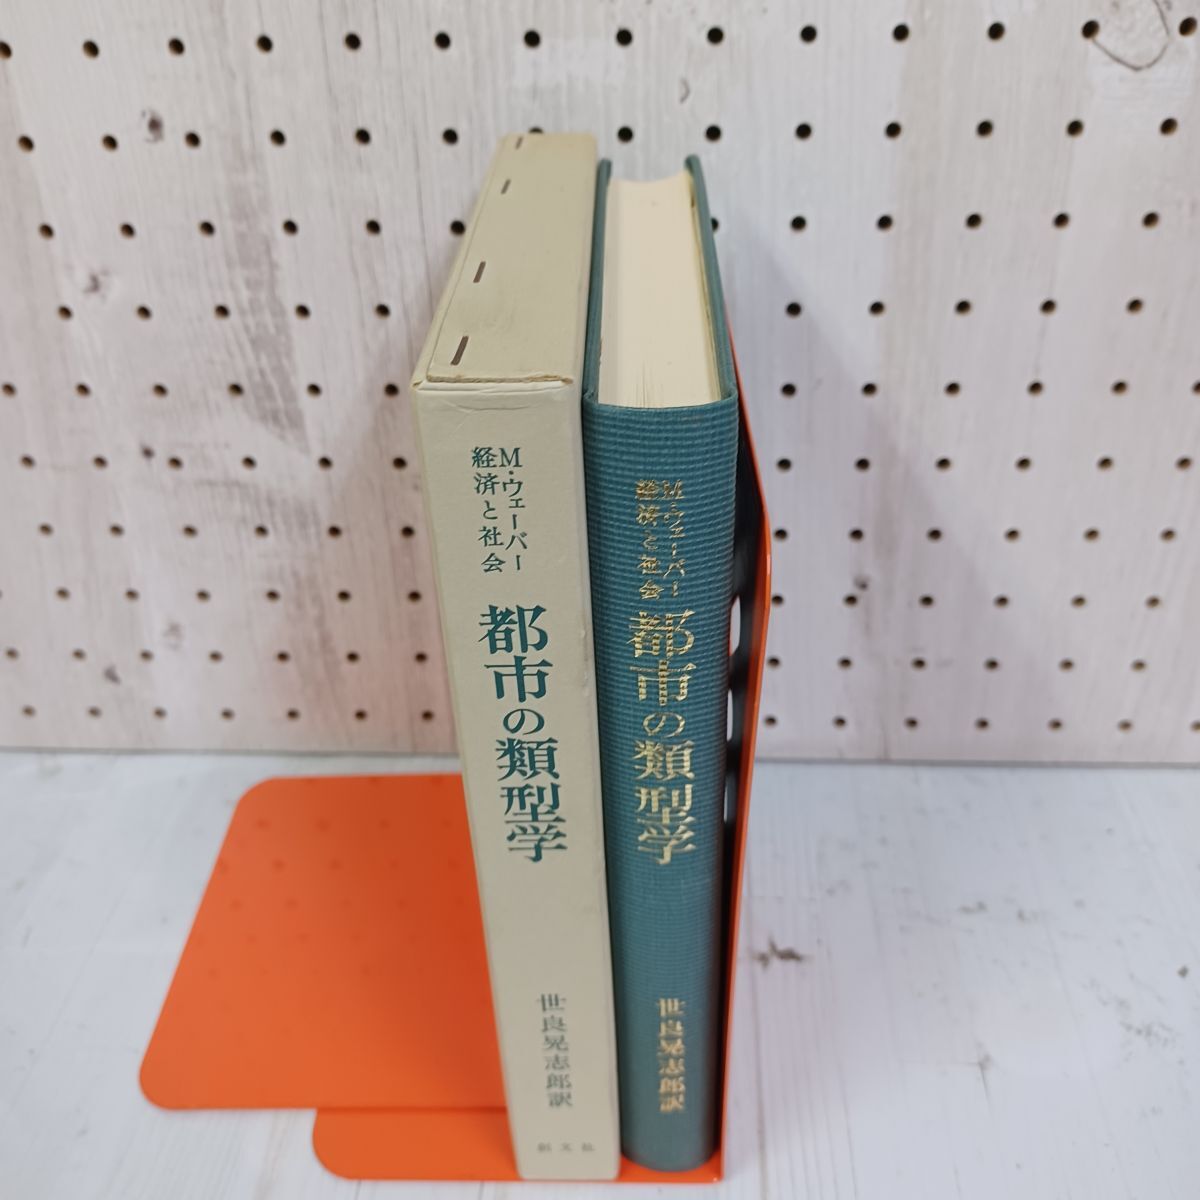 M・ウェーバー
経済と社会
都市の類型学
世良晃志郎訳
創文社
M・ウェーバー
経済と社会
都市の類型学
世良晃志郎訳